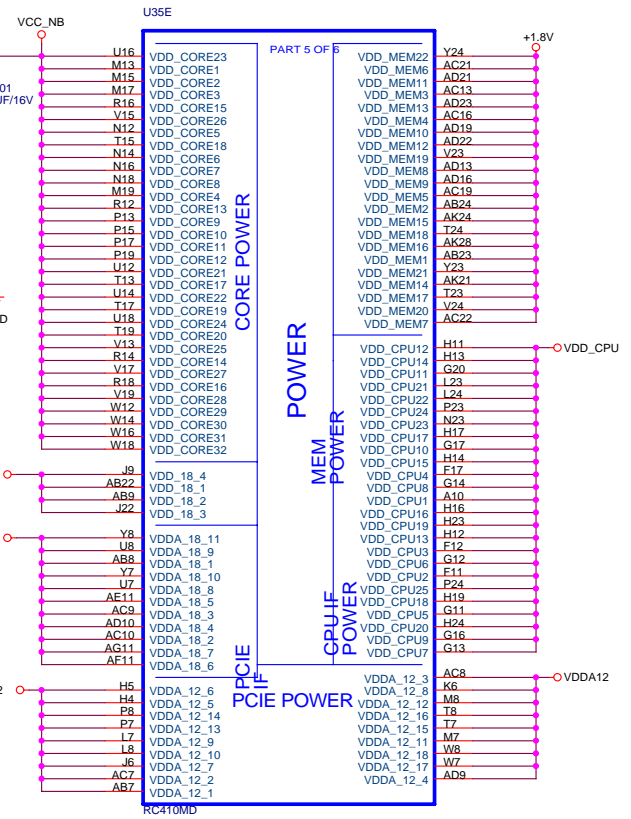 U35E
VCC_NB
PART 5 OF 6
+1.8V
01
UF/16V
D
U16 VDD_CORE23
M13 VDD_CORE1
M15 VDD_CORE2
M17 VDD_CORE3
R16 VDD_CORE15
V15 VDD_CORE26
N12 VDD_CORE5
T15 VDD_CORE18
N14 VDD_CORE6
N16 VDD_CORE7
N18 VDD_CORE8
M19 VDD_CORE4
R12 VDD_CORE13
P13 VDD_CORE9
P15 VDD_CORE10
P17 VDD_CORE11
P19 VDD_CORE12
U12 VDD_CORE21
T13 VDD_CORE17
U14 VDD_CORE22
T17 VDD_CORE19
U18 VDD_CORE24
T19 VDD_CORE20
V13 VDD_CORE25
R14 VDD_CORE14
V17 VDD_CORE27
R18 VDD_CORE16
V19 VDD_CORE28
W12 VDD_CORE29
W14 VDD_CORE30
W16 VDD_CORE31
W18 VDD_CORE32
J9 VDD_18_4
AB22 VDD_18_1
AB9 VDD_18_2
J22 VDD_18_3
Y8 VDDA_18_11
U8 VDDA_18_9
AB8 VDDA_18_1
Y7 VDDA_18_10
U7 VDDA_18_8
AE11 VDDA_18_5
AC9 VDDA_18_3
AD10 VDDA_18_4
AC10 VDDA_18_2
AG11 VDDA_18_7
AF11 VDDA_18_6
2
H5 VDDA_12_6
H4 VDDA_12_5
P8 VDDA_12_14
P7 VDDA_12_13
L7 VDDA_12_9
L8 VDDA_12_10
J6 VDDA_12_7
AC7 VDDA_12_2
AB7 VDDA_12_1
CORE POWER
POWER
MEM
POWER
CPU IF
POWER
PCIE
IF
PCIE POWER
VDD_MEM22 Y24
VDD_MEM6 AC21
VDD_MEM11 AD21
VDD_MEM3 AC13
VDD_MEM13 AD23
VDD_MEM4 AC16
VDD_MEM10 AD19
VDD_MEM12 AD22
VDD_MEM19 V23
VDD_MEM8 AD13
VDD_MEM9 AD16
VDD_MEM5 AC19
VDD_MEM2 AB24
VDD_MEM15 AK24
VDD_MEM18 T24
VDD_MEM16 AK28
VDD_MEM1 AB23
VDD_MEM21 Y23
VDD_MEM14 AK21
VDD_MEM17 T23
VDD_MEM20 V24
VDD_MEM7 AC22
VDD_CPU12 H11
VDD_CPU
VDD_CPU14 H13
VDD_CPU11 G20
VDD_CPU21 L23
VDD_CPU22 L24
VDD_CPU24 P23
VDD_CPU23 N23
VDD_CPU17 H17
VDD_CPU10 G17
VDD_CPU15 H14
VDD_CPU4 F17
VDD_CPU8 G14
VDD_CPU1 A10
VDD_CPU16 H16
VDD_CPU19 H23
VDD_CPU13 H12
VDD_CPU3 F12
VDD_CPU6 G12
VDD_CPU2 F11
VDD_CPU25 P24
VDD_CPU18 H19
VDD_CPU5 G11
VDD_CPU20 H24
VDD_CPU9 G16
VDD_CPU7 G13
VDDA_12_3 AC8
VDDA12
VDDA_12_8 K6
VDDA_12_12 M8
VDDA_12_16 T8
VDDA_12_15 T7
VDDA_12_11 M7
VDDA_12_18 W8
VDDA_12_17 W7
VDDA_12_4 AD9
RC410MD